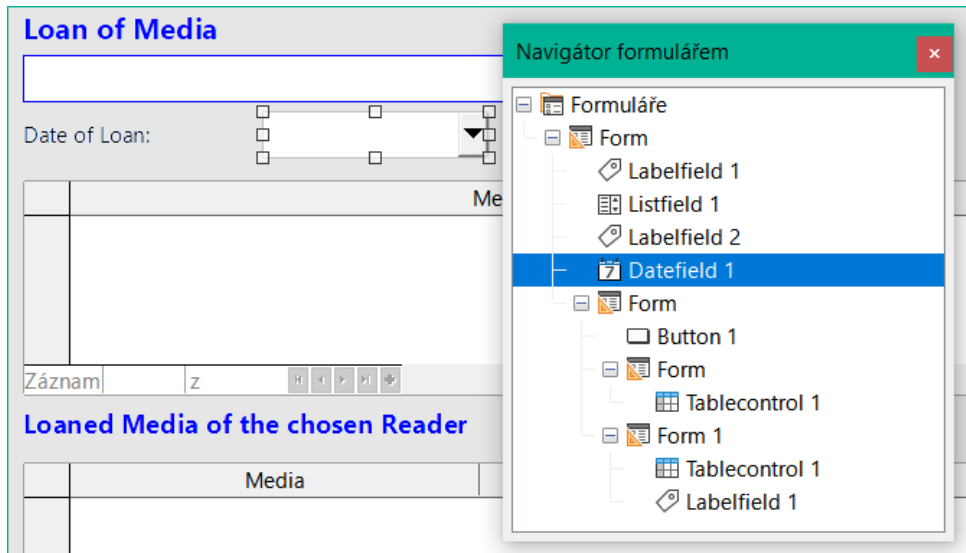 Loan of Media
Date of Loan:
Me
Záznam z
Loaned Media of the chosen Reader
Media
Navigátor formulářem
Formuláře
Form
Labelfield 1
Listfield 1
Labelfield 2
7 Datefield 1
Form
Button 1
Form
Tablecontrol 1
Form 1
Tablecontrol 1
Labelfield 1